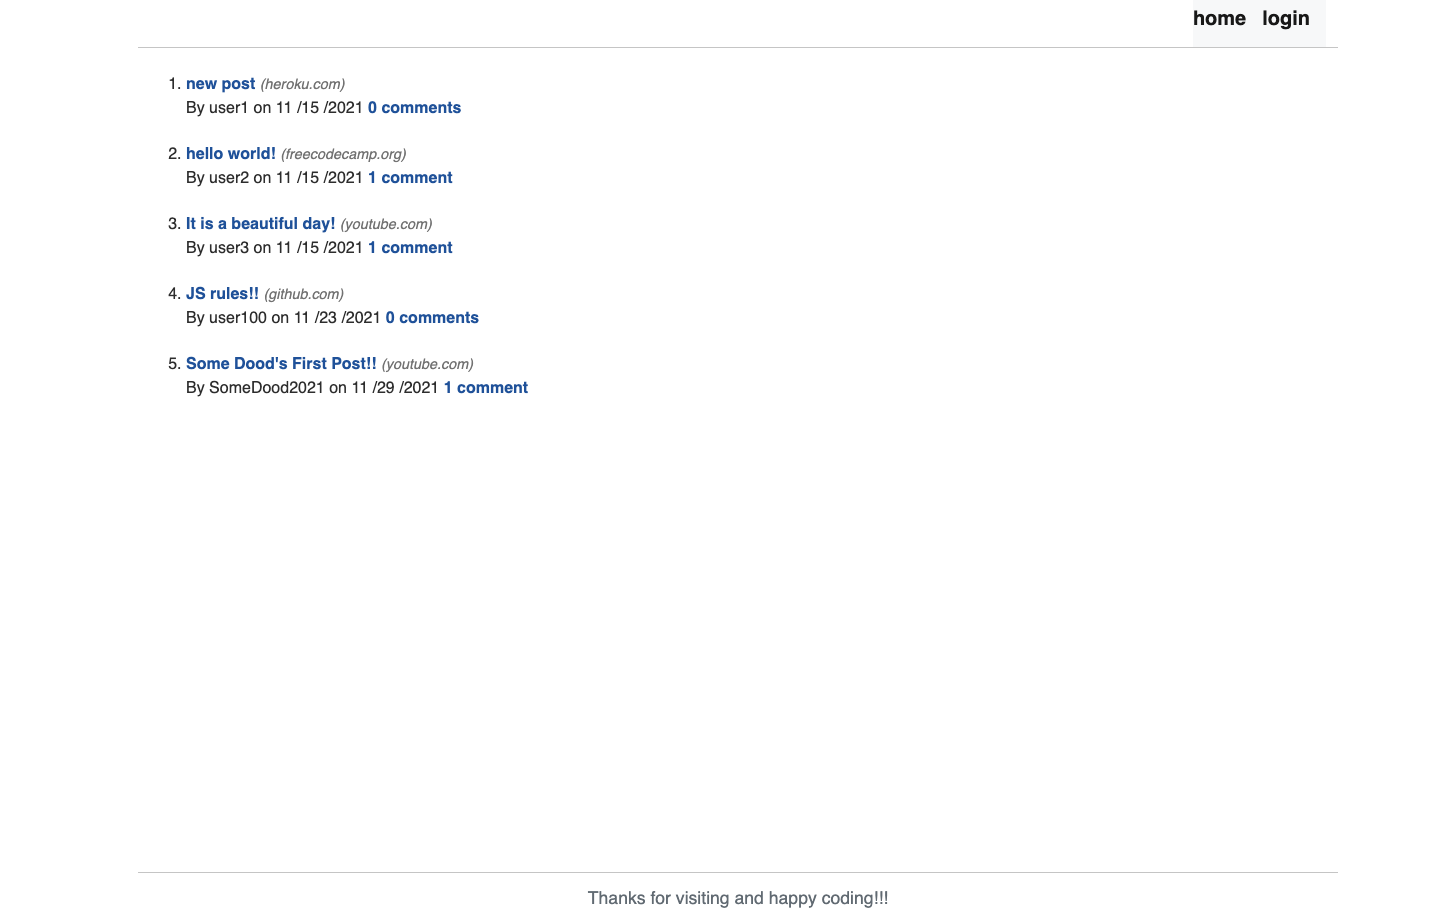 home login
1. new post (heroku.com)
By user1 on 11 /15 /2021 0 comments
2. hello world! (freecodecamp.org)
By user2 on 11 /15 /2021 1 comment
3. It is a beautiful day! (youtube.com)
By user3 on 11 /15 /2021 1 comment
4. JS rules!! (github.com)
By user100 on 11 /23 /2021 0 comments
5. Some Dood's First Post!! (youtube.com)
By SomeDood2021 on 11 /29 /2021 1 comment
Thanks for visiting and happy coding!!!